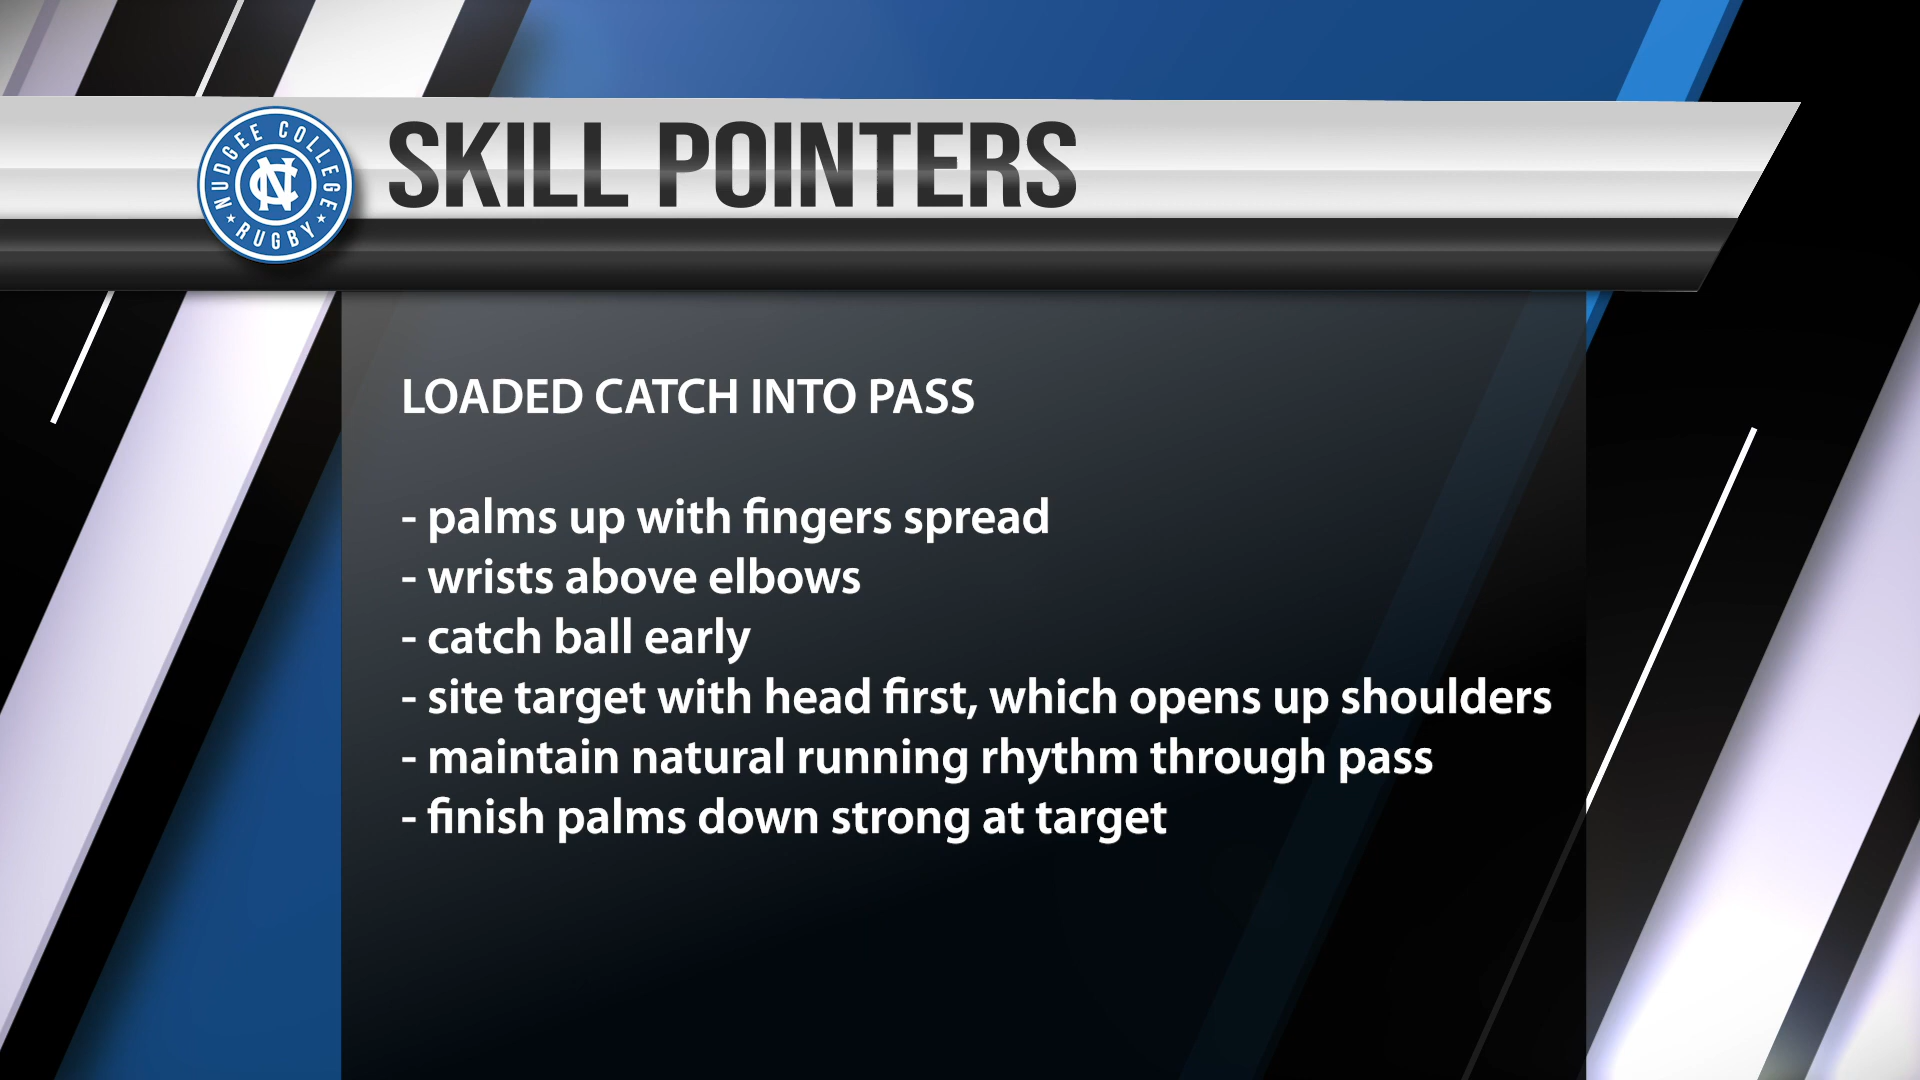 NUDGEE COLLEGE
NC
★ RUGBY ★
SKILL POINTERS
LOADED CATCH INTO PASS
- palms up with fingers spread
- wrists above elbows
- catch ball early
- site target with head first, which opens up shoulders
- maintain natural running rhythm through pass
- finish palms down strong at target